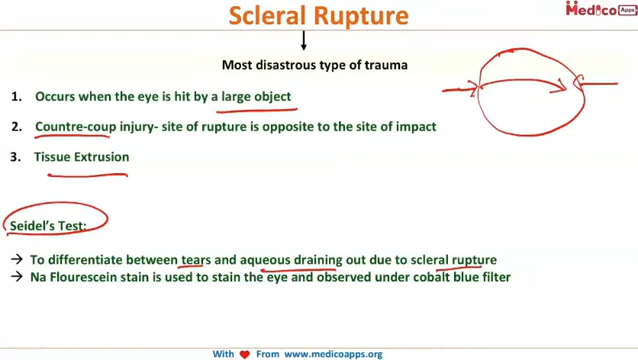 Scleral Rupture
Medico Apps
Most disastrous type of trauma
1. Occurs when the eye is hit by a large object
2. Countre-coup injury- site of rupture is opposite to the site of impact
3. Tissue Extrusion
Seidel's Test:
→ To differentiate between tears and aqueous draining out due to scleral rupture
→ Na Flourescein stain is used to stain the eye and observed under cobalt blue filter
With ♥ From www.medicoapps.org